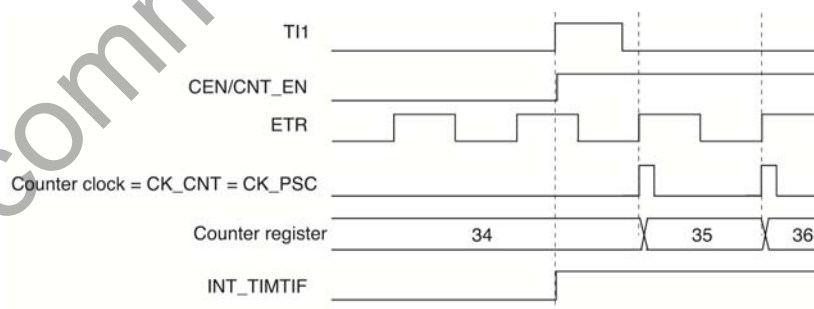 TI1
CEN/CNT_EN
ETR
Counter clock = CK_CNT = CK_PSC
Counter register 34 35 36
INT_TIMTIF